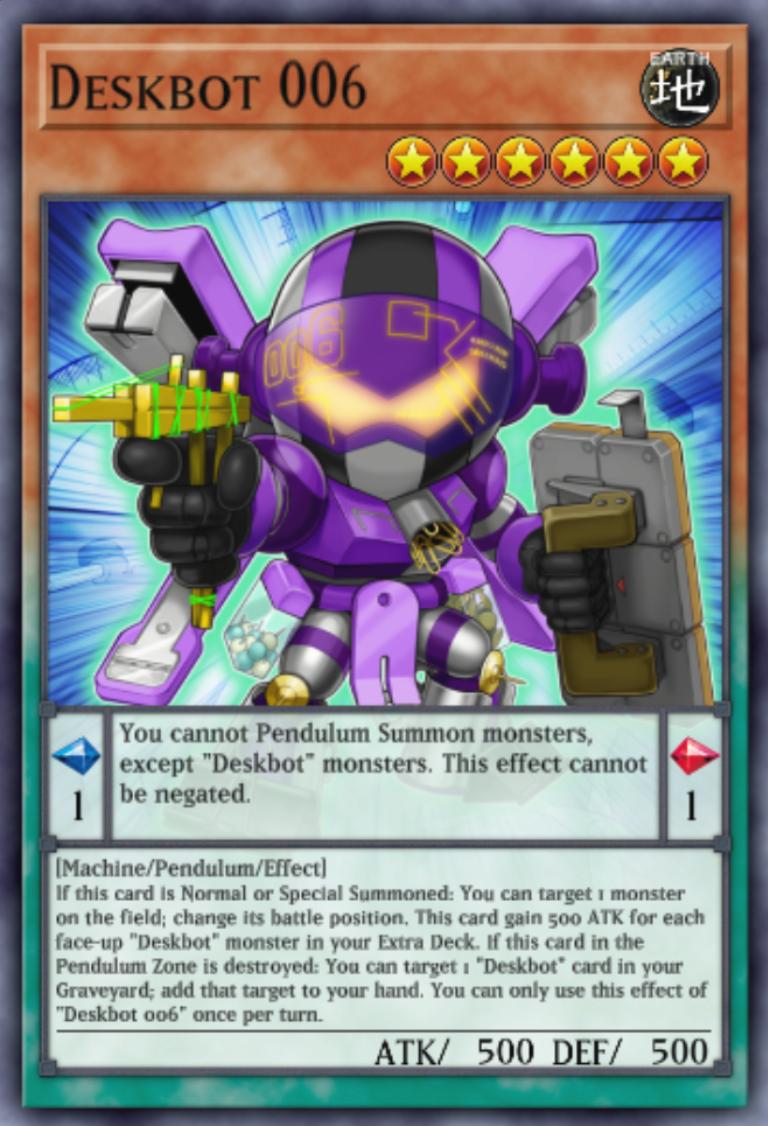 DESKBOT 006
EARTH
地
006
1
You cannot Pendulum Summon monsters,
except "Deskbot" monsters. This effect cannot
be negated.
1
[Machine/Pendulum/Effect]
If this card is Normal or Special Summoned: You can target 1 monster
on the field; change its battle position. This card gain 500 ATK for each
face-up "Deskbot" monster in your Extra Deck. If this card in the
Pendulum Zone is destroyed: You can target 1 "Deskbot" card in your
Graveyard; add that target to your hand. You can only use this effect of
"Deskbot 006" once per turn.
ATK/ 500 DEF/ 500